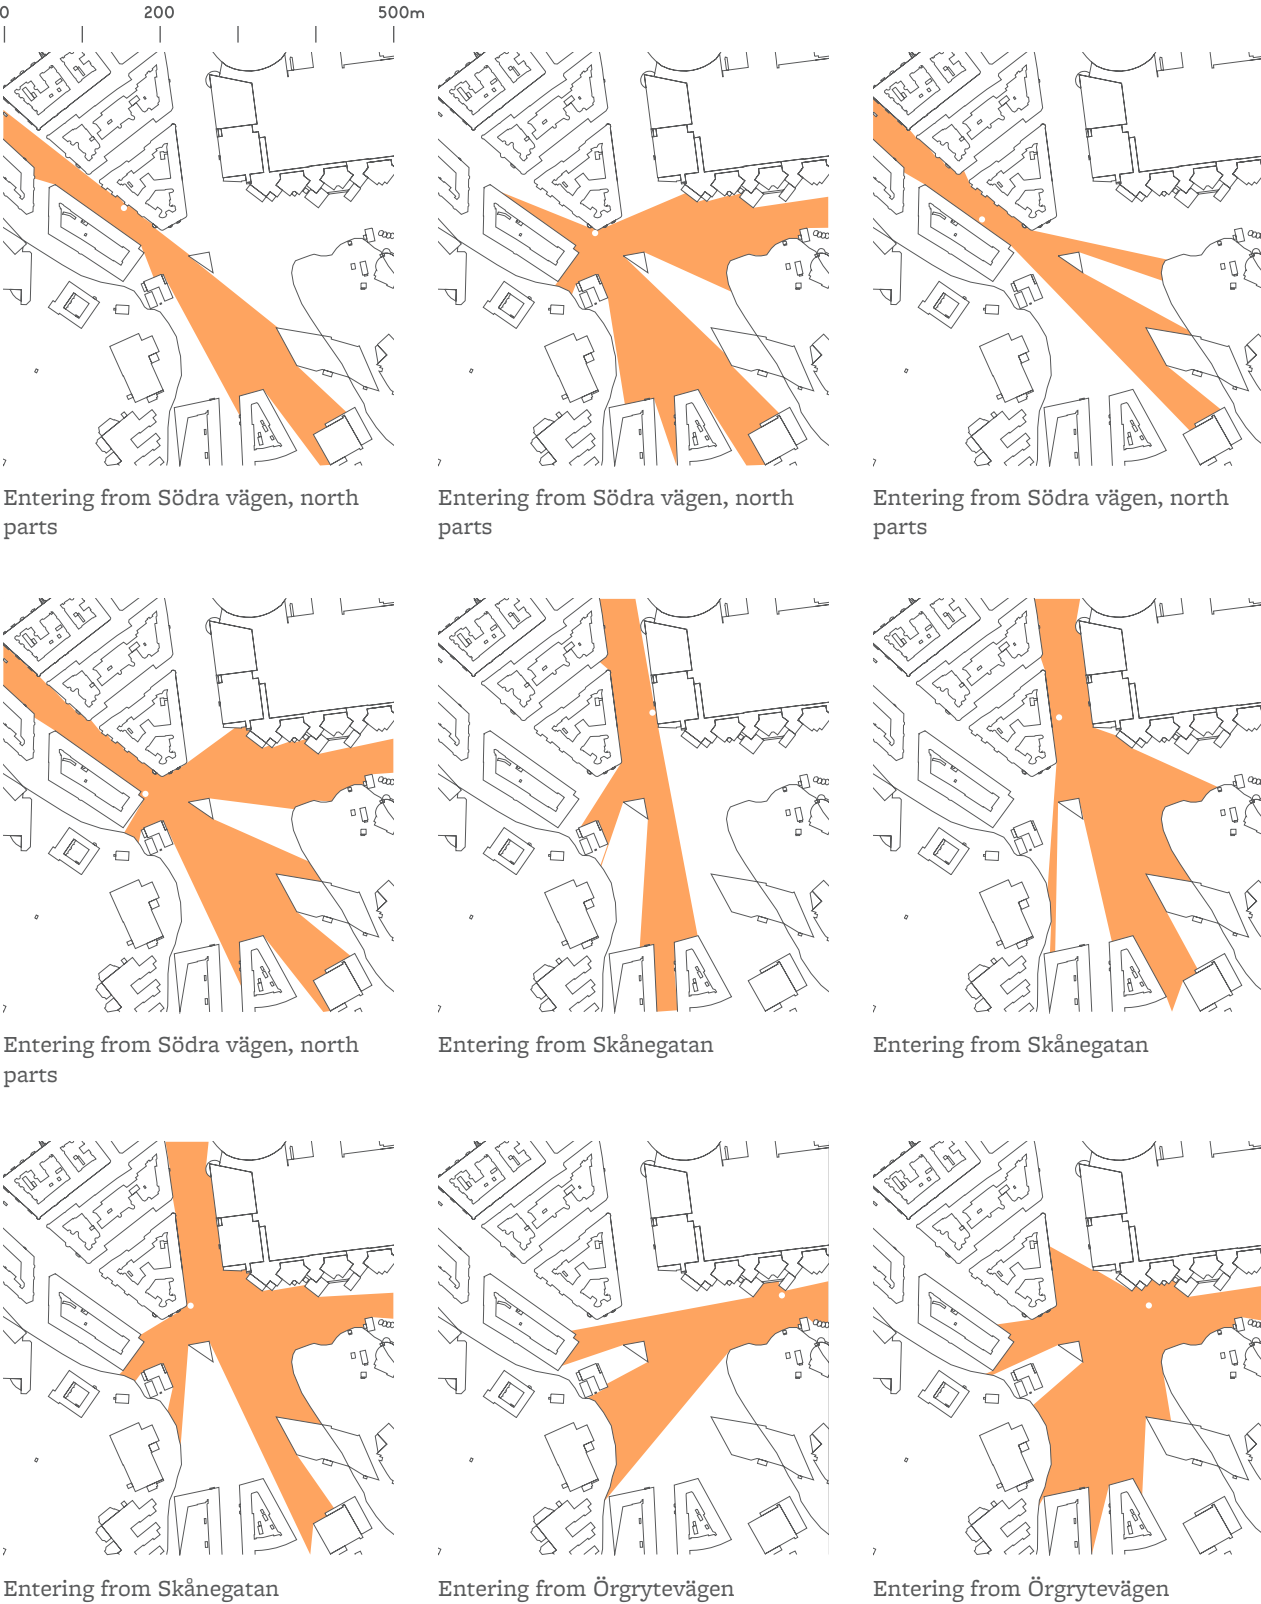 0 200 500m
Entering from Södra vägen, north
parts
Entering from Södra vägen, north
parts
Entering from Södra vägen, north
parts
Entering from Södra vägen, north
parts
Entering from Skånegatan
Entering from Skånegatan
Entering from Skånegatan
Entering from Örgrytevägen
Entering from Örgrytevägen